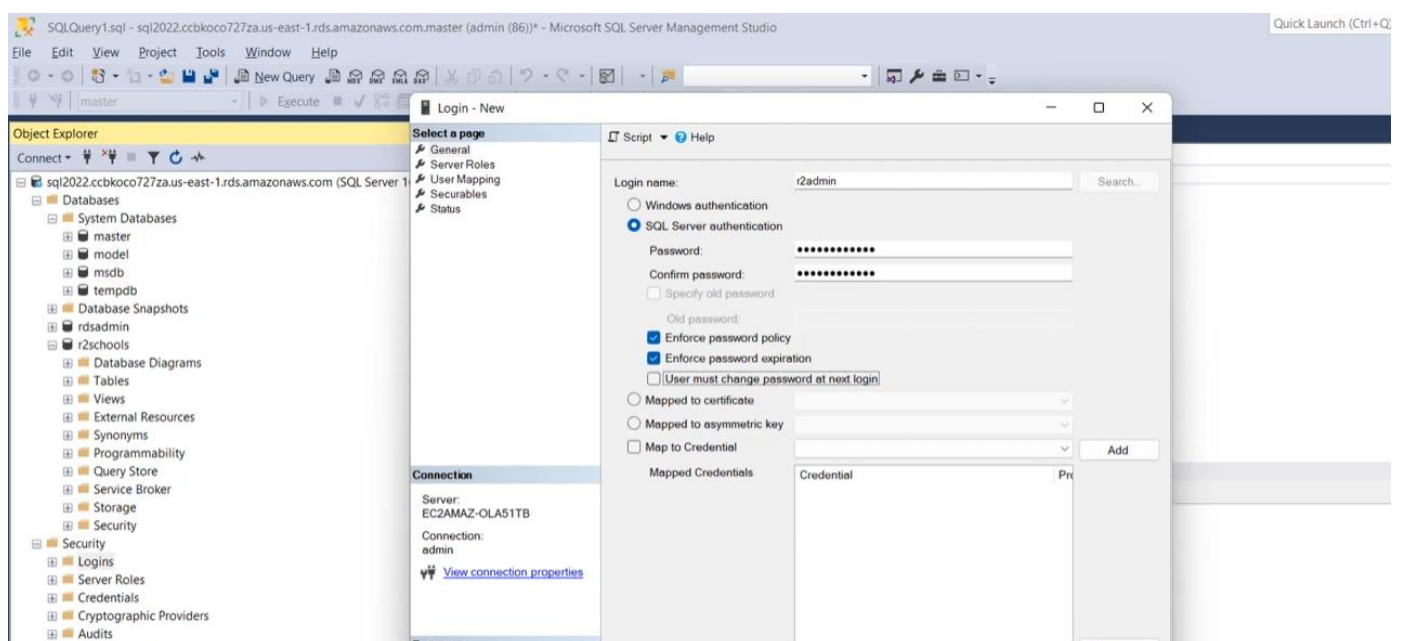 SQLQuery1.sql - sql2022.ccbkoco727za.us-east-1.rds.amazonaws.com.master (admin (86))* - Microsoft SQL Server Management Studio
Quick Launch (Ctrl+Q)
File Edit View Project Tools Window Help
New Query
master Execute
Object Explorer
Connect
sql2022.ccbkoco727za.us-east-1.rds.amazonaws.com (SQL Server
Databases
System Databases
master
model
msdb
tempdb
Database Snapshots
rdsadmin
r2schools
Database Diagrams
Tables
Views
External Resources
Synonyms
Programmability
Query Store
Service Broker
Storage
Security
Security
Logins
Server Roles
Credentials
Cryptographic Providers
Audits
Login - New
Select a page
General
Server Roles
User Mapping
Securables
Status
Connection
Server:
EC2AMAZ-OLA51TB
Connection:
admin
View connection properties
Script Help
Login name: r2admin Search...
Windows authentication
SQL Server authentication
Password: ●●●●●●●●●●●●
Confirm password: ●●●●●●●●●●●●
Specify old password
Old password:
Enforce password policy
Enforce password expiration
User must change password at next login
Mapped to certificate
Mapped to asymmetric key
Map to Credential Add
Mapped Credentials Credential